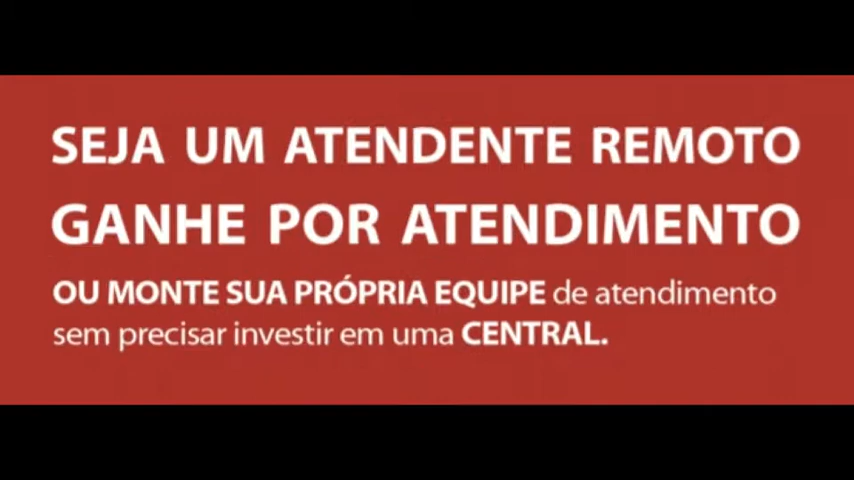 SEJA UM ATENDENTE REMOTO
GANHE POR ATENDIMENTO
OU MONTE SUA PRÓPRIA EQUIPE de atendimento
sem precisar investir em uma CENTRAL.